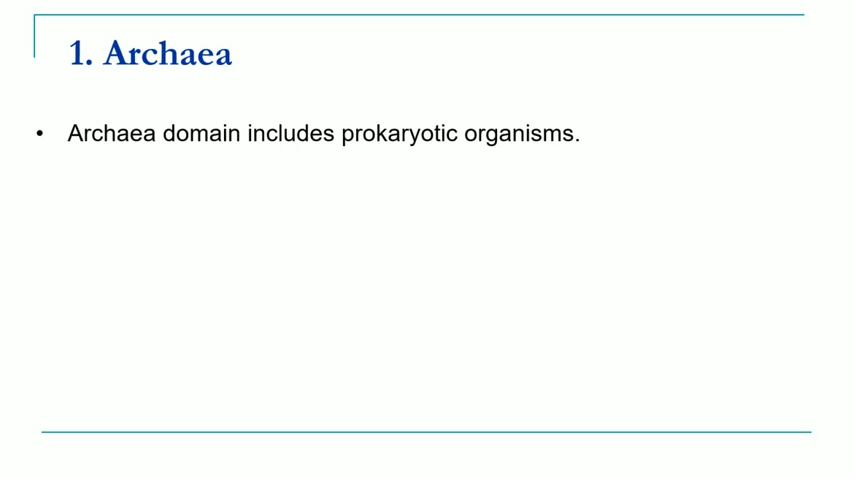 1. Archaea
• Archaea domain includes prokaryotic organisms.